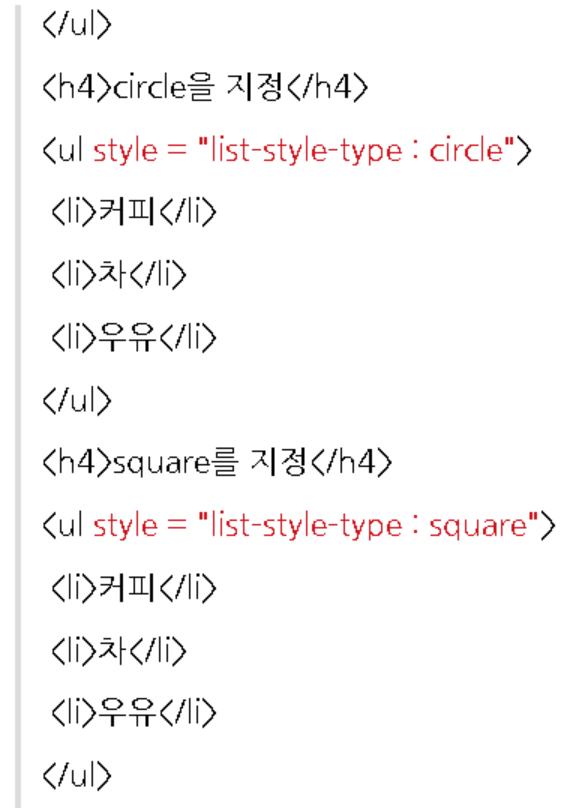 </ul>
<h4>circle을 지정</h4>
<ul style = "list-style-type : circle">
<li>커피</li>
<li>차</li>
<li>우유</li>
</ul>
<h4>square를 지정</h4>
<ul style = "list-style-type : square">
<li>커피</li>
<li>차</li>
<li>우유</li>
</ul>